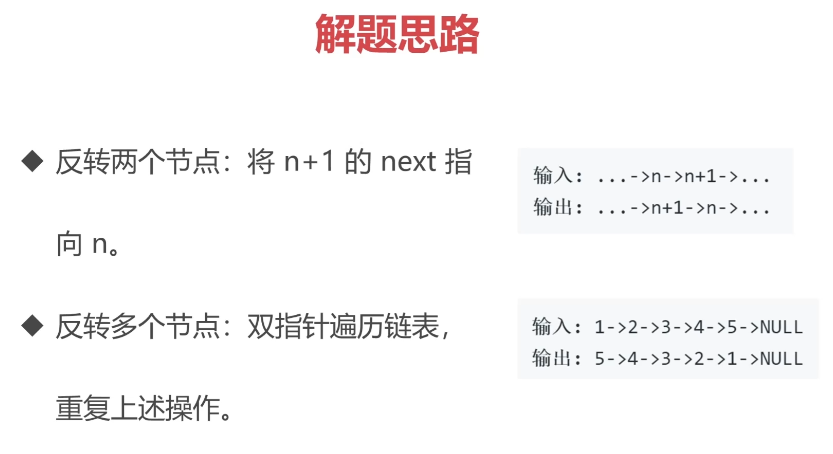 解题思路
◆ 反转两个节点：将 n+1 的 next 指
向 n。
输入: ...->n->n+1->...
输出: ...->n+1->n->...
◆ 反转多个节点：双指针遍历链表，
重复上述操作。
输入: 1->2->3->4->5->NULL
输出: 5->4->3->2->1->NULL